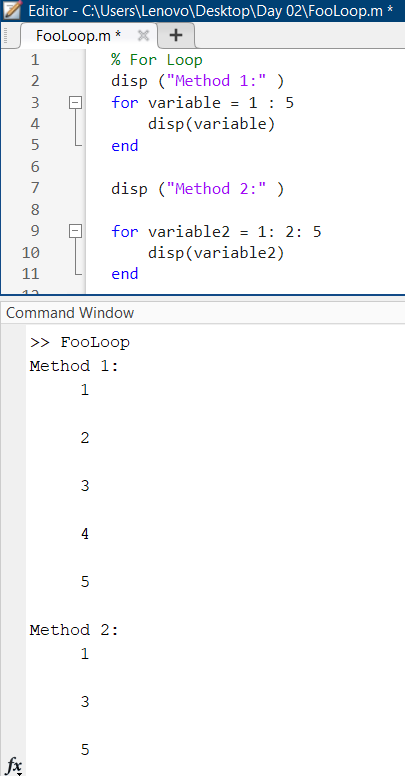 Editor - C:\Users\Lenovo\Desktop\Day 02\FooLoop.m *
FooLoop.m * × +
1 % For Loop
2 disp ("Method 1:" )
3 for variable = 1 : 5
4 disp(variable)
5 end
6
7 disp ("Method 2:" )
8
9 for variable2 = 1: 2: 5
10 disp(variable2)
11 end
12
Command Window
>> FooLoop
Method 1:
1
2
3
4
5
Method 2:
1
3
5
fx